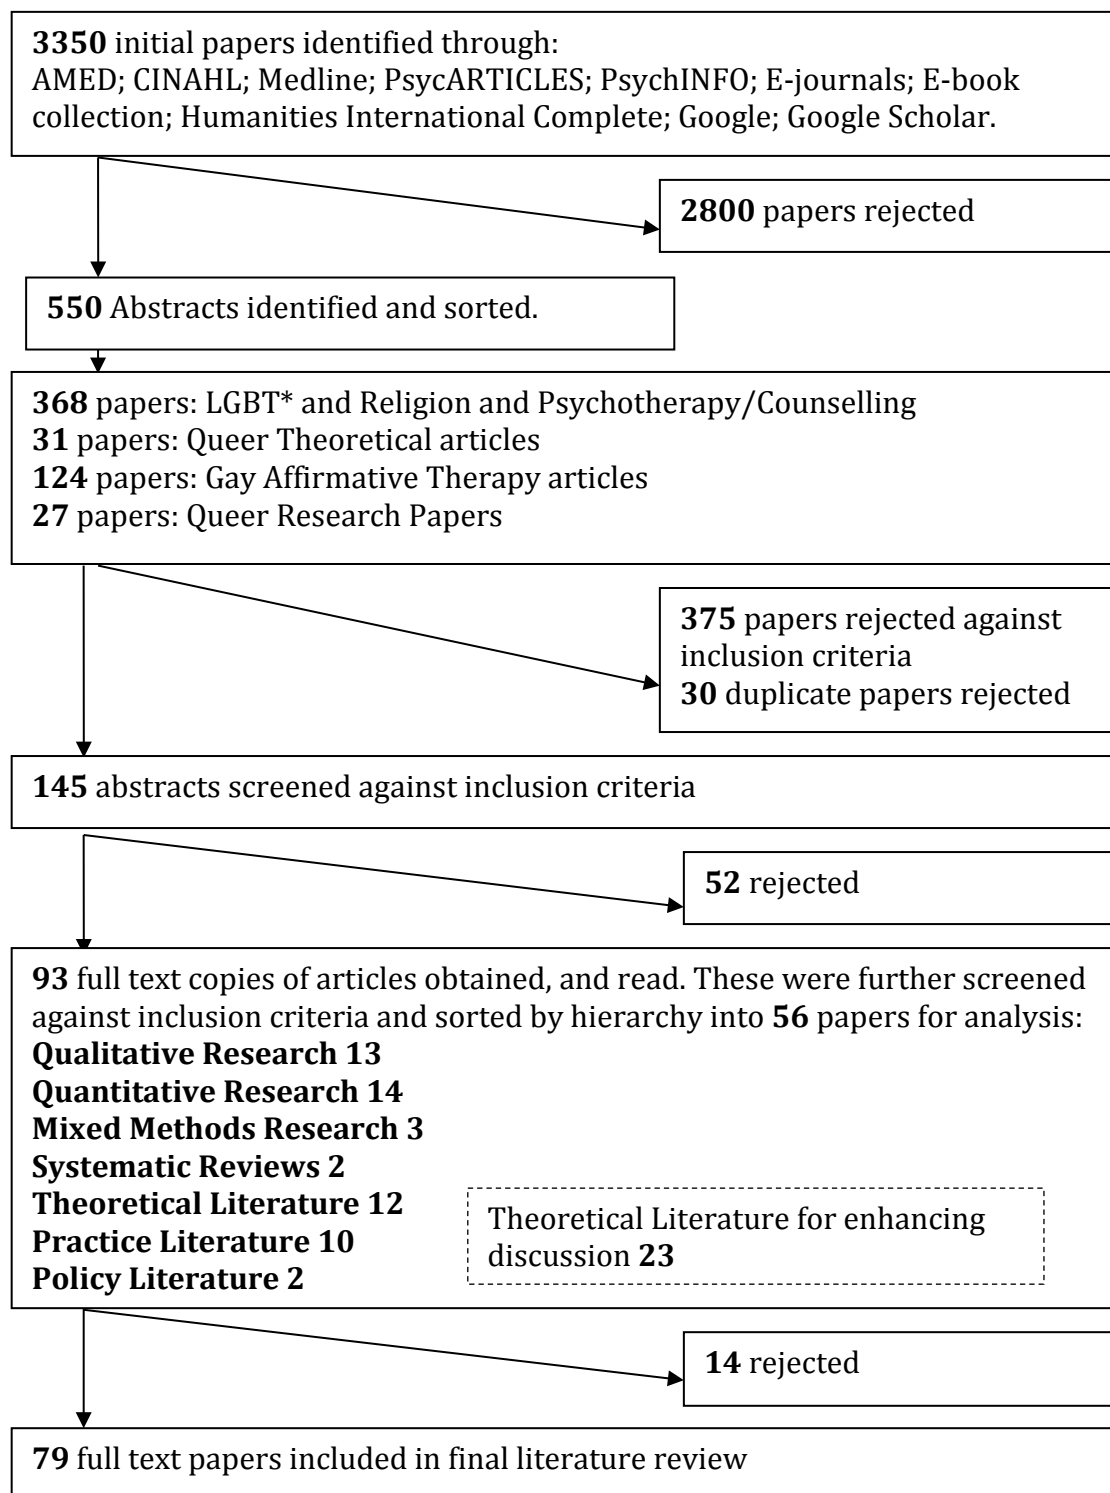 3350 initial papers identified through:
AMED; CINAHL; Medline; PsycARTICLES; PsychINFO; E-journals; E-book
collection; Humanities International Complete; Google; Google Scholar.
2800 papers rejected
550 Abstracts identified and sorted.
368 papers: LGBT* and Religion and Psychotherapy/Counselling
31 papers: Queer Theoretical articles
124 papers: Gay Affirmative Therapy articles
27 papers: Queer Research Papers
375 papers rejected against
inclusion criteria
30 duplicate papers rejected
145 abstracts screened against inclusion criteria
52 rejected
93 full text copies of articles obtained, and read. These were further screened
against inclusion criteria and sorted by hierarchy into 56 papers for analysis:
Qualitative Research 13
Quantitative Research 14
Mixed Methods Research 3
Systematic Reviews 2
Theoretical Literature 12
Practice Literature 10
Policy Literature 2
Theoretical Literature for enhancing
discussion 23
14 rejected
79 full text papers included in final literature review